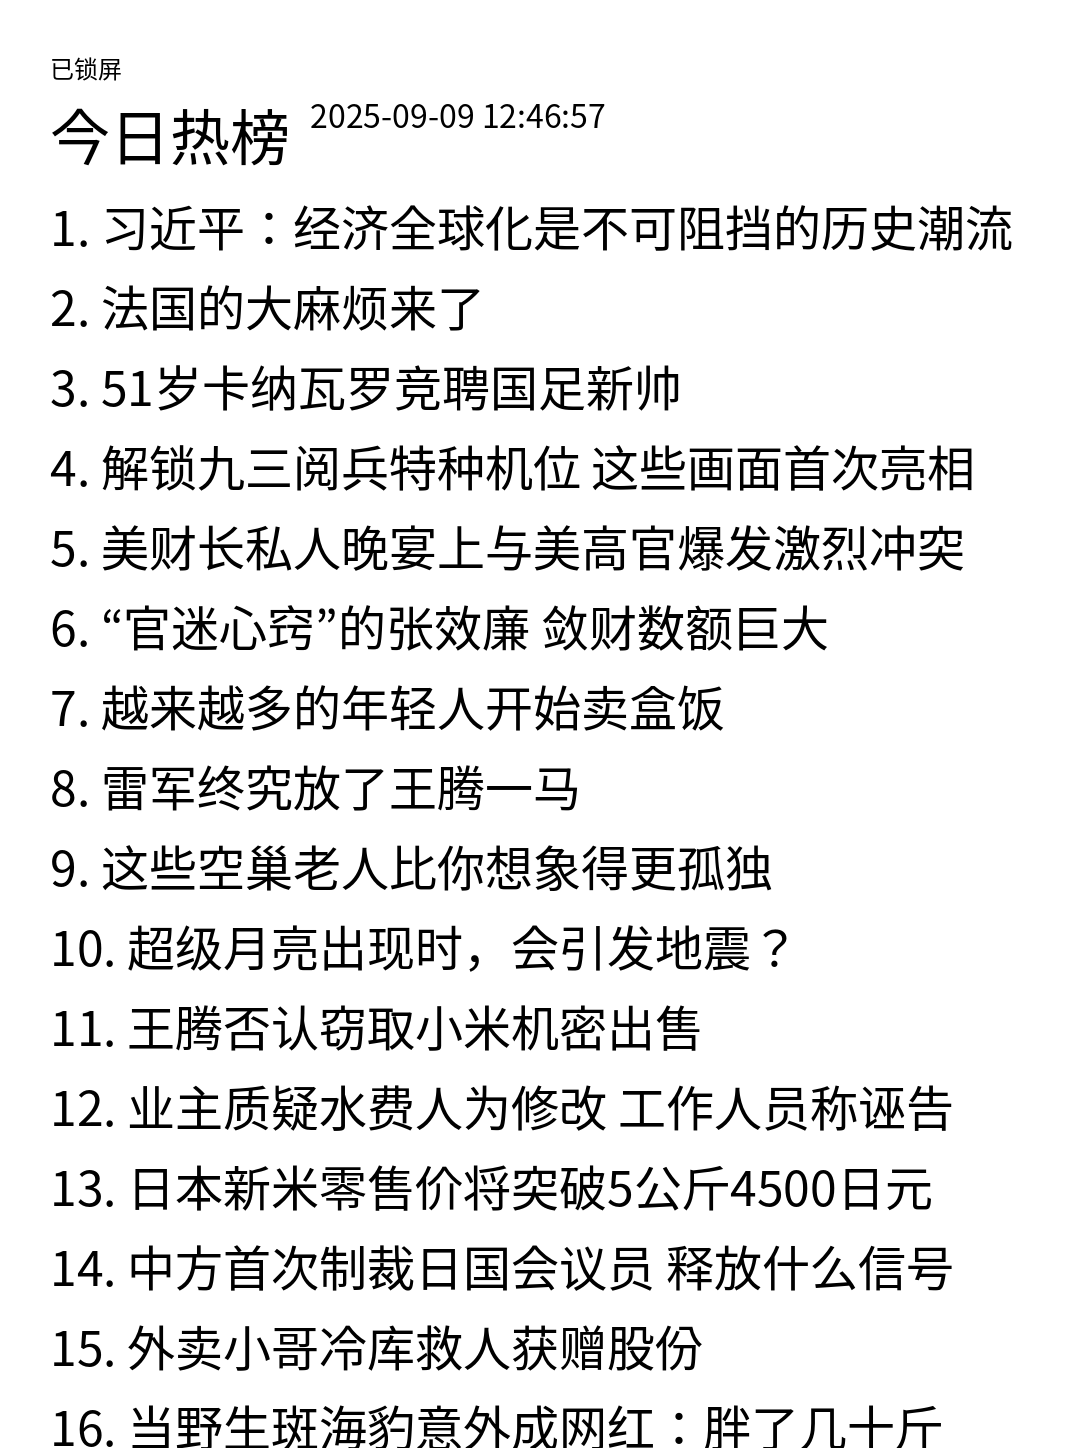 已锁屏
今日热榜 2025-09-09 12:46:57
1. 习近平：经济全球化是不可阻挡的历史潮流
2. 法国的大麻烦来了
3. 51岁卡纳瓦罗竞聘国足新帅
4. 解锁九三阅兵特种机位 这些画面首次亮相
5. 美财长私人晚宴上与美高官爆发激烈冲突
6. “官迷心窍”的张效廉 敛财数额巨大
7. 越来越多的年轻人开始卖盒饭
8. 雷军终究放了王腾一马
9. 这些空巢老人比你想象得更孤独
10. 超级月亮出现时，会引发地震？
11. 王腾否认窃取小米机密出售
12. 业主质疑水费人为修改 工作人员称诬告
13. 日本新米零售价将突破5公斤4500日元
14. 中方首次制裁日国会议员 释放什么信号
15. 外卖小哥冷库救人获赠股份
16. 当野生斑海豹意外成网红：胖了几十斤